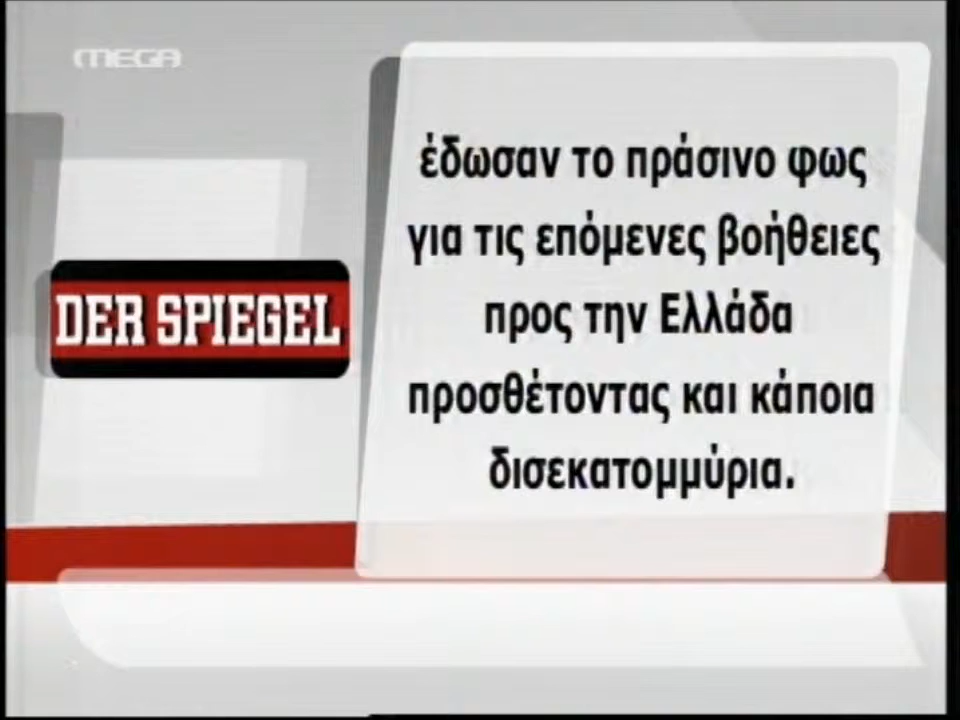 MEGA
έδωσαν το πράσινο φως
για τις επόμενες βοήθειες
προς την Ελλάδα
προσθέτοντας και κάποια
δισεκατομμύρια.
DER SPIEGEL